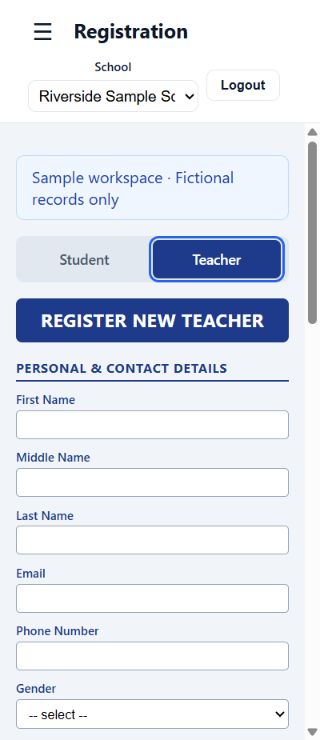 ☰ Registration
School
Riverside Sample Sc
Logout
Sample workspace · Fictional
records only
Student
Teacher
REGISTER NEW TEACHER
PERSONAL & CONTACT DETAILS
First Name
Middle Name
Last Name
Email
Phone Number
Gender
-- select --